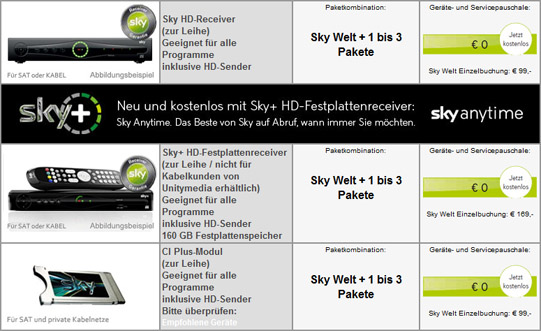 Receiver Garantie sky
Sky HD-Receiver
(zur Leihe)
Geeignet für alle
Programme
inklusive HD-Sender
Für SAT oder KABEL
Abbildungsbeispiel
Paketkombination:
Sky Welt + 1 bis 3
Pakete
Geräte- und Servicepauschale:
€ 0
Jetzt
kostenlos
Sky Welt Einzelbuchung: € 99,-
sky+
Neu und kostenlos mit Sky+ HD-Festplattenreceiver:
Sky Anytime. Das Beste von Sky auf Abruf, wann immer Sie möchten.
sky anytime
Receiver Garantie sky
Sky+ HD-Festplattenreceiver
(zur Leihe / nicht für
Kabelkunden von
Unitymedia erhältlich)
Geeignet für alle
Programme
inklusive HD-Sender
160 GB Festplattenspeicher
Für SAT oder KABEL
Abbildungsbeispiel
Paketkombination:
Sky Welt + 1 bis 3
Pakete
Geräte- und Servicepauschale:
€ 0
Jetzt
kostenlos
Sky Welt Einzelbuchung: € 169,-
CI Plus-Modul
(zur Leihe)
Geeignet für alle
Programme
inklusive HD-Sender
Bitte überprüfen:
Empfohlene Geräte
Für SAT und private Kabelnetze
Paketkombination:
Sky Welt + 1 bis 3
Pakete
Geräte- und Servicepauschale:
€ 0
Jetzt
kostenlos
Sky Welt Einzelbuchung: € 99,-